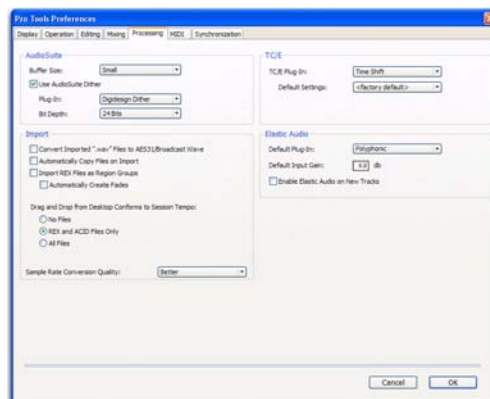 Pro Tools Preferences
Display Operation Editing Mixing Processing MIDI Synchronization
AudioSuite
Buffer Size: Small
Use AudioSuite Dither
Plug-In: Digidesign Dither
Bit Depth: 24 Bits
TC/E
TC/E Plug-In: Time Shift
Default Settings: <factory default>
Import
Convert Imported ".wav" Files to AES31/Broadcast Wave
Automatically Copy Files on Import
Import REX Files as Region Groups
Automatically Create Fades
Drag and Drop from Desktop Conforms to Session Tempo:
No Files
REX and ACID Files Only
All Files
Sample Rate Conversion Quality: Better
Elastic Audio
Default Plug-In: Polyphonic
Default Input Gain: db
Enable Elastic Audio on New Tracks
Cancel OK